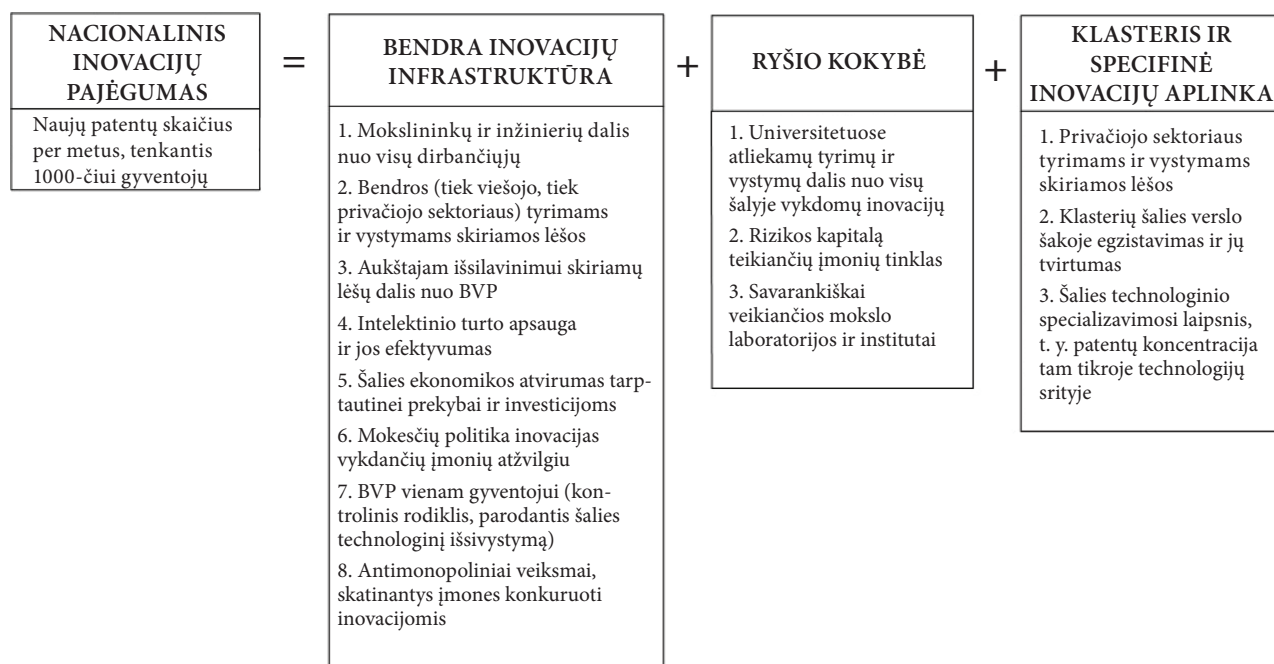 NACIONALINIS
INOVACIJŲ
PAJĖGUMAS
Naujų patentų skaičius
per metus, tenkantis
1000-čiui gyventojų
=
BENDRA INOVACIJŲ
INFRASTRUKTŪRA
1. Mokslininkų ir inžinierių dalis
nuo visų dirbančiųjų
2. Bendros (tiek viešojo, tiek
privačiojo sektoriaus) tyrimams
ir vystymams skiriamos lėšos
3. Aukštajam išsilavinimui skiriamų
lėšų dalis nuo BVP
4. Intelektinio turto apsauga
ir jos efektyvumas
5. Šalies ekonomikos atvirumas tarp-
tautinei prekybai ir investicijoms
6. Mokesčių politika inovacijas
vykdančių įmonių atžvilgiu
7. BVP vienam gyventojui (kon-
trolinis rodiklis, parodantis šalies
technologinį išsivystymą)
8. Antimonopoliniai veiksmai,
skatinantys įmones konkuruoti
inovacijomis
+
RYŠIO KOKYBĖ
1. Universitetuose
atliekamų tyrimų ir
vystymų dalis nuo visų
šalyje vykdomų inovacijų
2. Rizikos kapitalą
teikiančių įmonių tinklas
3. Savarankiškai
veikiančios mokslo
laboratorijos ir institutai
+
KLASTERIS IR
SPECIFINĖ
INOVACIJŲ APLINKA
1. Privačiojo sektoriaus
tyrimams ir vystymams
skiriamos lėšos
2. Klasterių šalies verslo
šakoje egzistavimas ir jų
tvirtumas
3. Šalies technologinio
specializavimosi laipsnis,
t. y. patentų koncentracija
tam tikroje technologijų
srityje